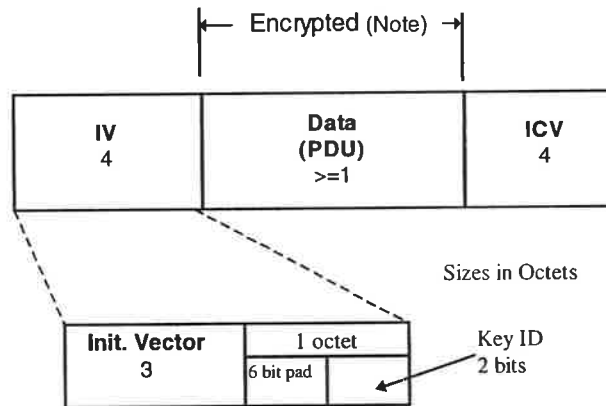 Encrypted (Note)
IV
4
Data
(PDU)
>=1
ICV
4
Sizes in Octets
Init. Vector
3
1 octet
6 bit pad
Key ID
2 bits